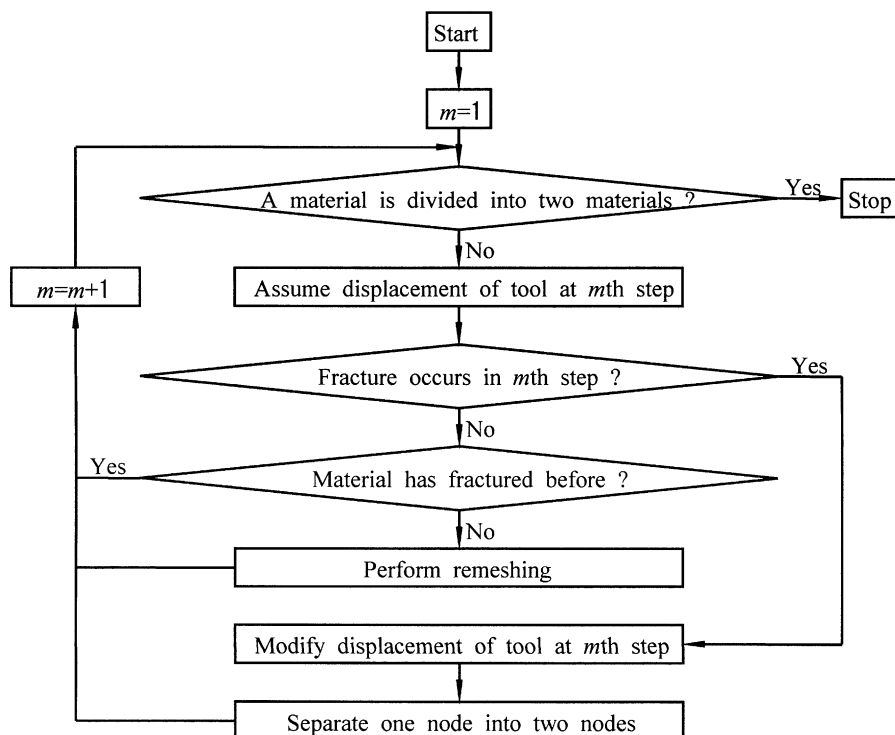 Start
m=1
A material is divided into two materials ?
Yes
Stop
No
m=m+1
Assume displacement of tool at mth step
Fracture occurs in mth step ?
Yes
No
Yes
Material has fractured before ?
No
Perform remeshing
Modify displacement of tool at mth step
Separate one node into two nodes